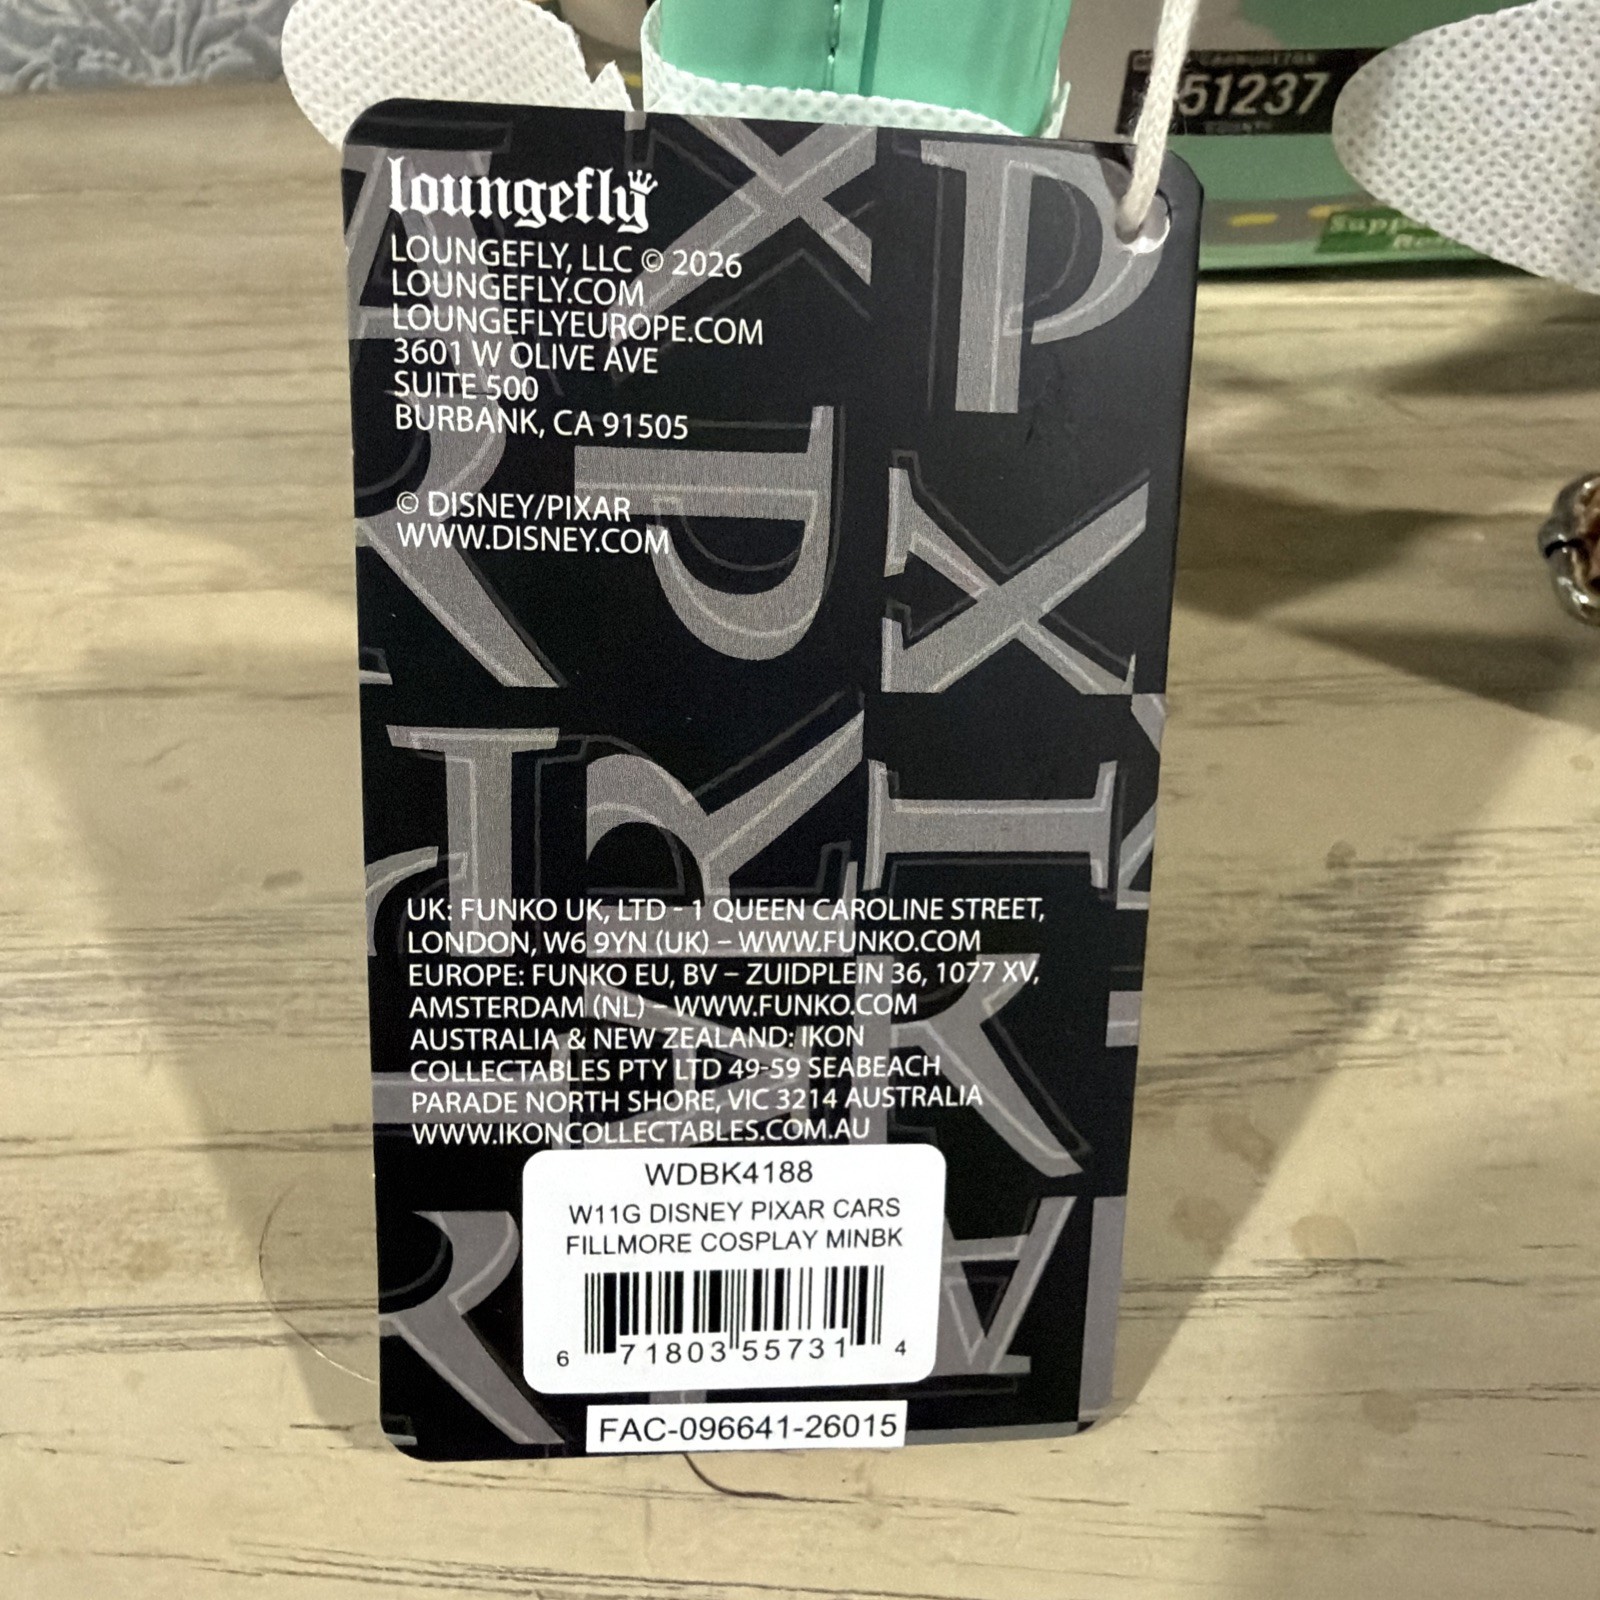 51237
Supp
loungefly
LOUNGEFLY, LLC © 2026
LOUNGEFLY.COM
LOUNGEFLYEUROPE.COM
3601 W OLIVE AVE
SUITE 500
BURBANK, CA 91505
© DISNEY/PIXAR
WWW.DISNEY.COM
UK: FUNKO UK, LTD - 1 QUEEN CAROLINE STREET,
LONDON, W6 9YN (UK) – WWW.FUNKO.COM
EUROPE: FUNKO EU, BV – ZUIDPLEIN 36, 1077 XV,
AMSTERDAM (NL) – WWW.FUNKO.COM
AUSTRALIA & NEW ZEALAND: IKON
COLLECTABLES PTY LTD 49-59 SEABEACH
PARADE NORTH SHORE, VIC 3214 AUSTRALIA
WWW.IKONCOLLECTABLES.COM.AU
WDBK4188
W11G DISNEY PIXAR CARS
FILLMORE COSPLAY MINBK
6 71803 55731 4
FAC-096641-26015